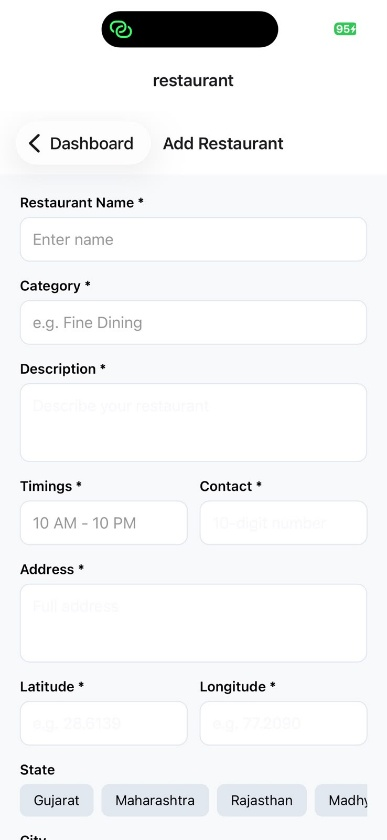 95
restaurant
Dashboard
Add Restaurant
Restaurant Name *
Enter name
Category *
e.g. Fine Dining
Description *
Describe your restaurant
Timings *
Contact *
10 AM - 10 PM
10-digit number
Address *
Full address
Latitude *
Longitude *
e.g. 28.6139
e.g. 77.2090
State
Gujarat
Maharashtra
Rajasthan
Madhy
City